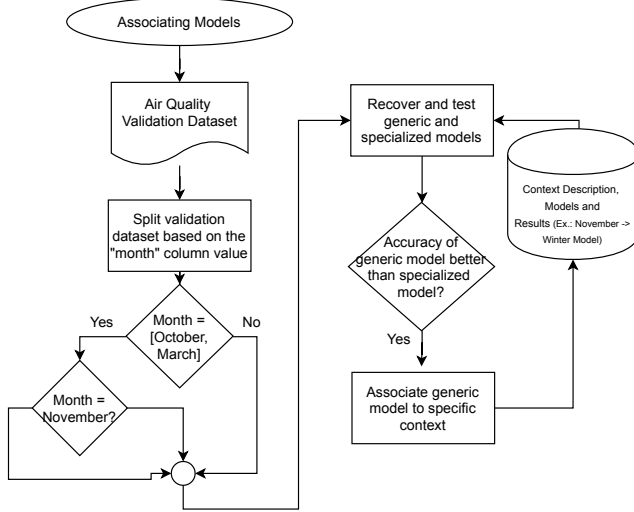 Associating Models
Air Quality
Validation Dataset
Split validation
dataset based on the
"month" column value
Yes
Month =
[October,
March]
No
Month =
November?
Recover and test
generic and
specialized models
Context Description,
Models and
Results (Ex.: November ->
Winter Model)
Accuracy of
generic model better
than specialized
model?
Yes
Associate generic
model to specific
context